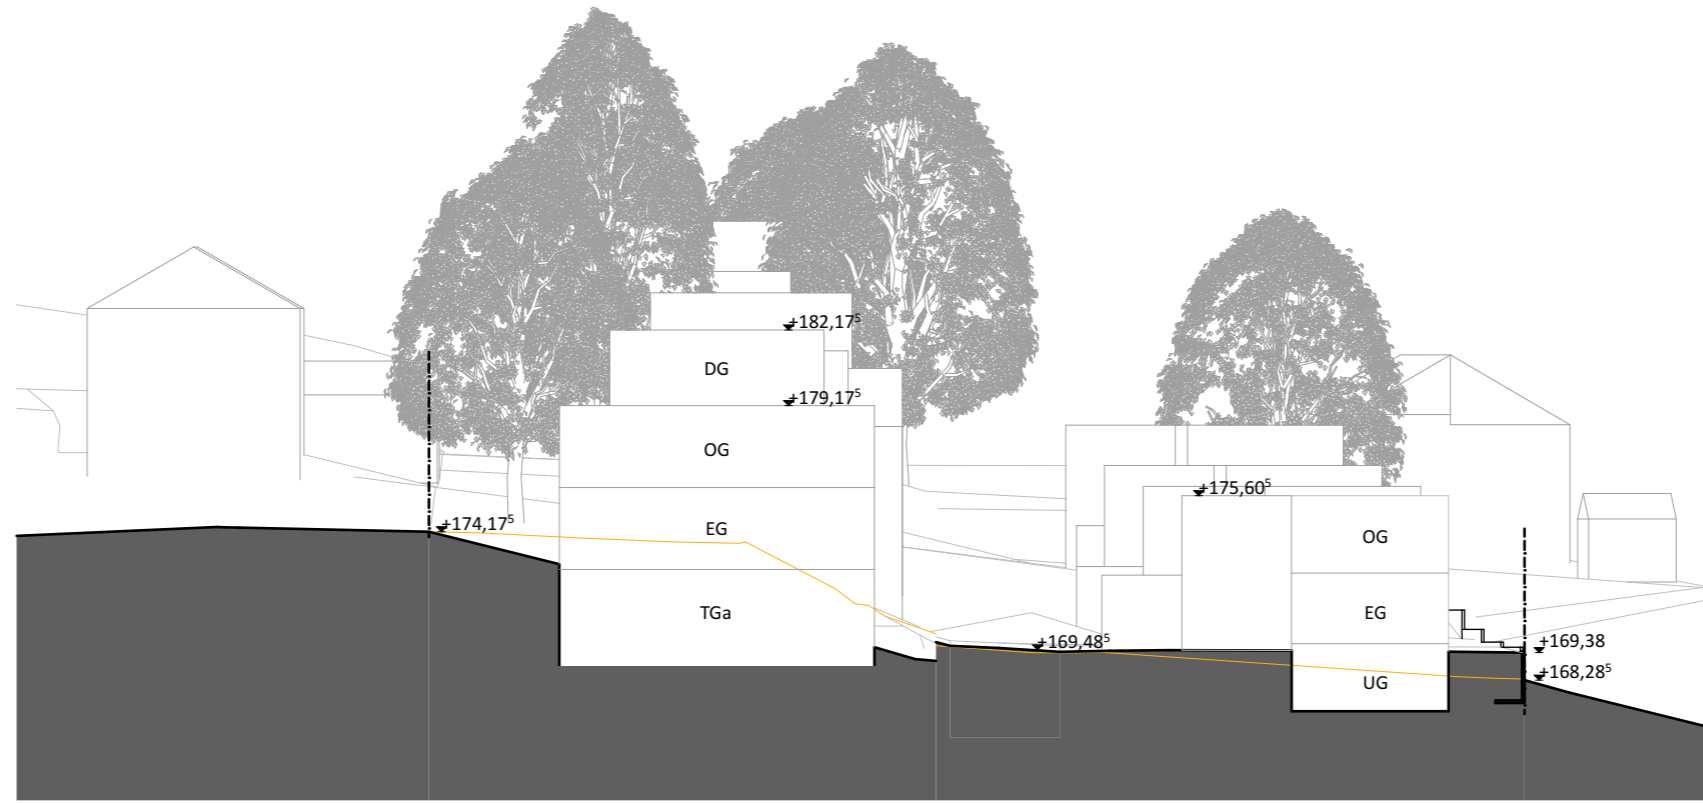 +182,17⁵
DG
+179,17⁵
OG
+175,60⁵
+174,17⁵
EG
OG
TGa
EG
+169,48⁵
+169,38
+168,28⁵
UG